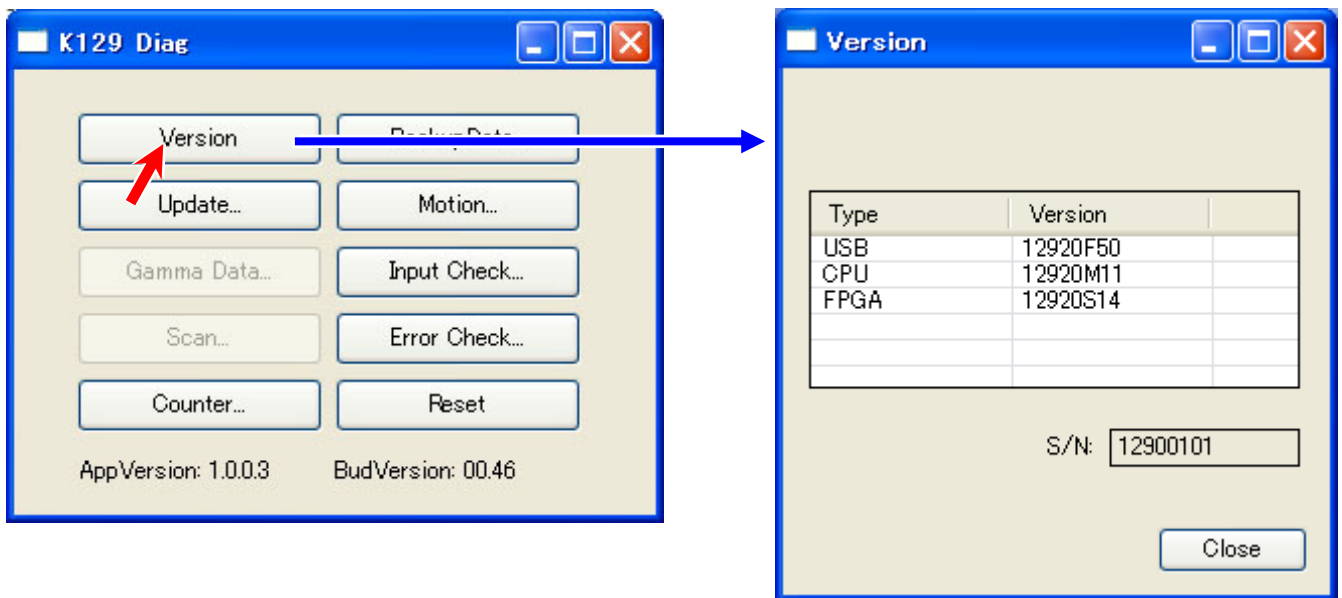 K129 Diag
Version
Update...
Motion...
Gamma Data...
Input Check...
Scan...
Error Check...
Counter...
Reset
AppVersion: 1.0.0.3
BudVersion: 00.46
Version
Type Version
USB 12920F50
CPU 12920M11
FPGA 12920S14
S/N: 12900101
Close